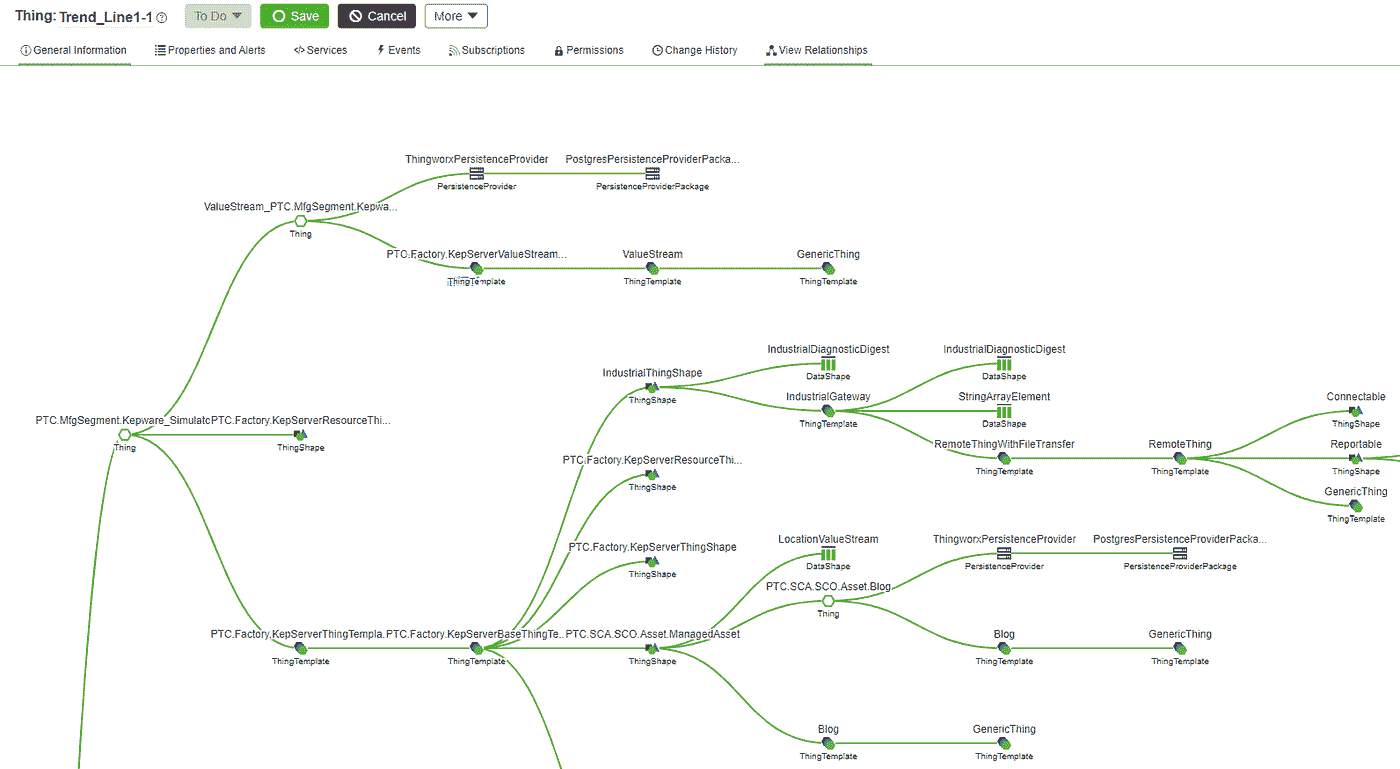 Thing: Trend_Line1-1 To Do Save Cancel More
General Information Properties and Alerts Services Events Subscriptions Permissions Change History View Relationships
ThingworxPersistenceProvider PostgresPersistenceProviderPacka...
PersistenceProvider PersistenceProviderPackage
ValueStream_PTC.MfgSegment.Kepwa...
Thing
PTC.Factory.KepServerValueStream... ValueStream GenericThing
ThingTemplate ThingTemplate ThingTemplate
IndustrialDiagnosticDigest IndustrialDiagnosticDigest
DataShape DataShape
IndustrialThingShape
ThingShape
IndustrialGateway StringArrayElement Connectable
ThingTemplate DataShape ThingShape
PTC.MfgSegment.Kepware_Simulato PTC.Factory.KepServerResourceThi...
Thing ThingShape
RemoteThingWithFileTransfer RemoteThing Reportable
ThingTemplate ThingTemplate ThingShape
PTC.Factory.KepServerResourceThi...
ThingShape
GenericThing
ThingTemplate
PTC.Factory.KepServerThingShape
ThingShape
LocationValueStream ThingworxPersistenceProvider PostgresPersistenceProviderPacka...
DataShape PersistenceProvider PersistenceProviderPackage
PTC.SCA.SCO.Asset.Blog
Thing
PTC.Factory.KepServerThingTempla.. PTC.Factory.KepServerBaseThingTe.. PTC.SCA.SCO.Asset.ManagedAsset Blog GenericThing
ThingTemplate ThingTemplate ThingShape ThingTemplate ThingTemplate
Blog GenericThing
ThingTemplate ThingTemplate